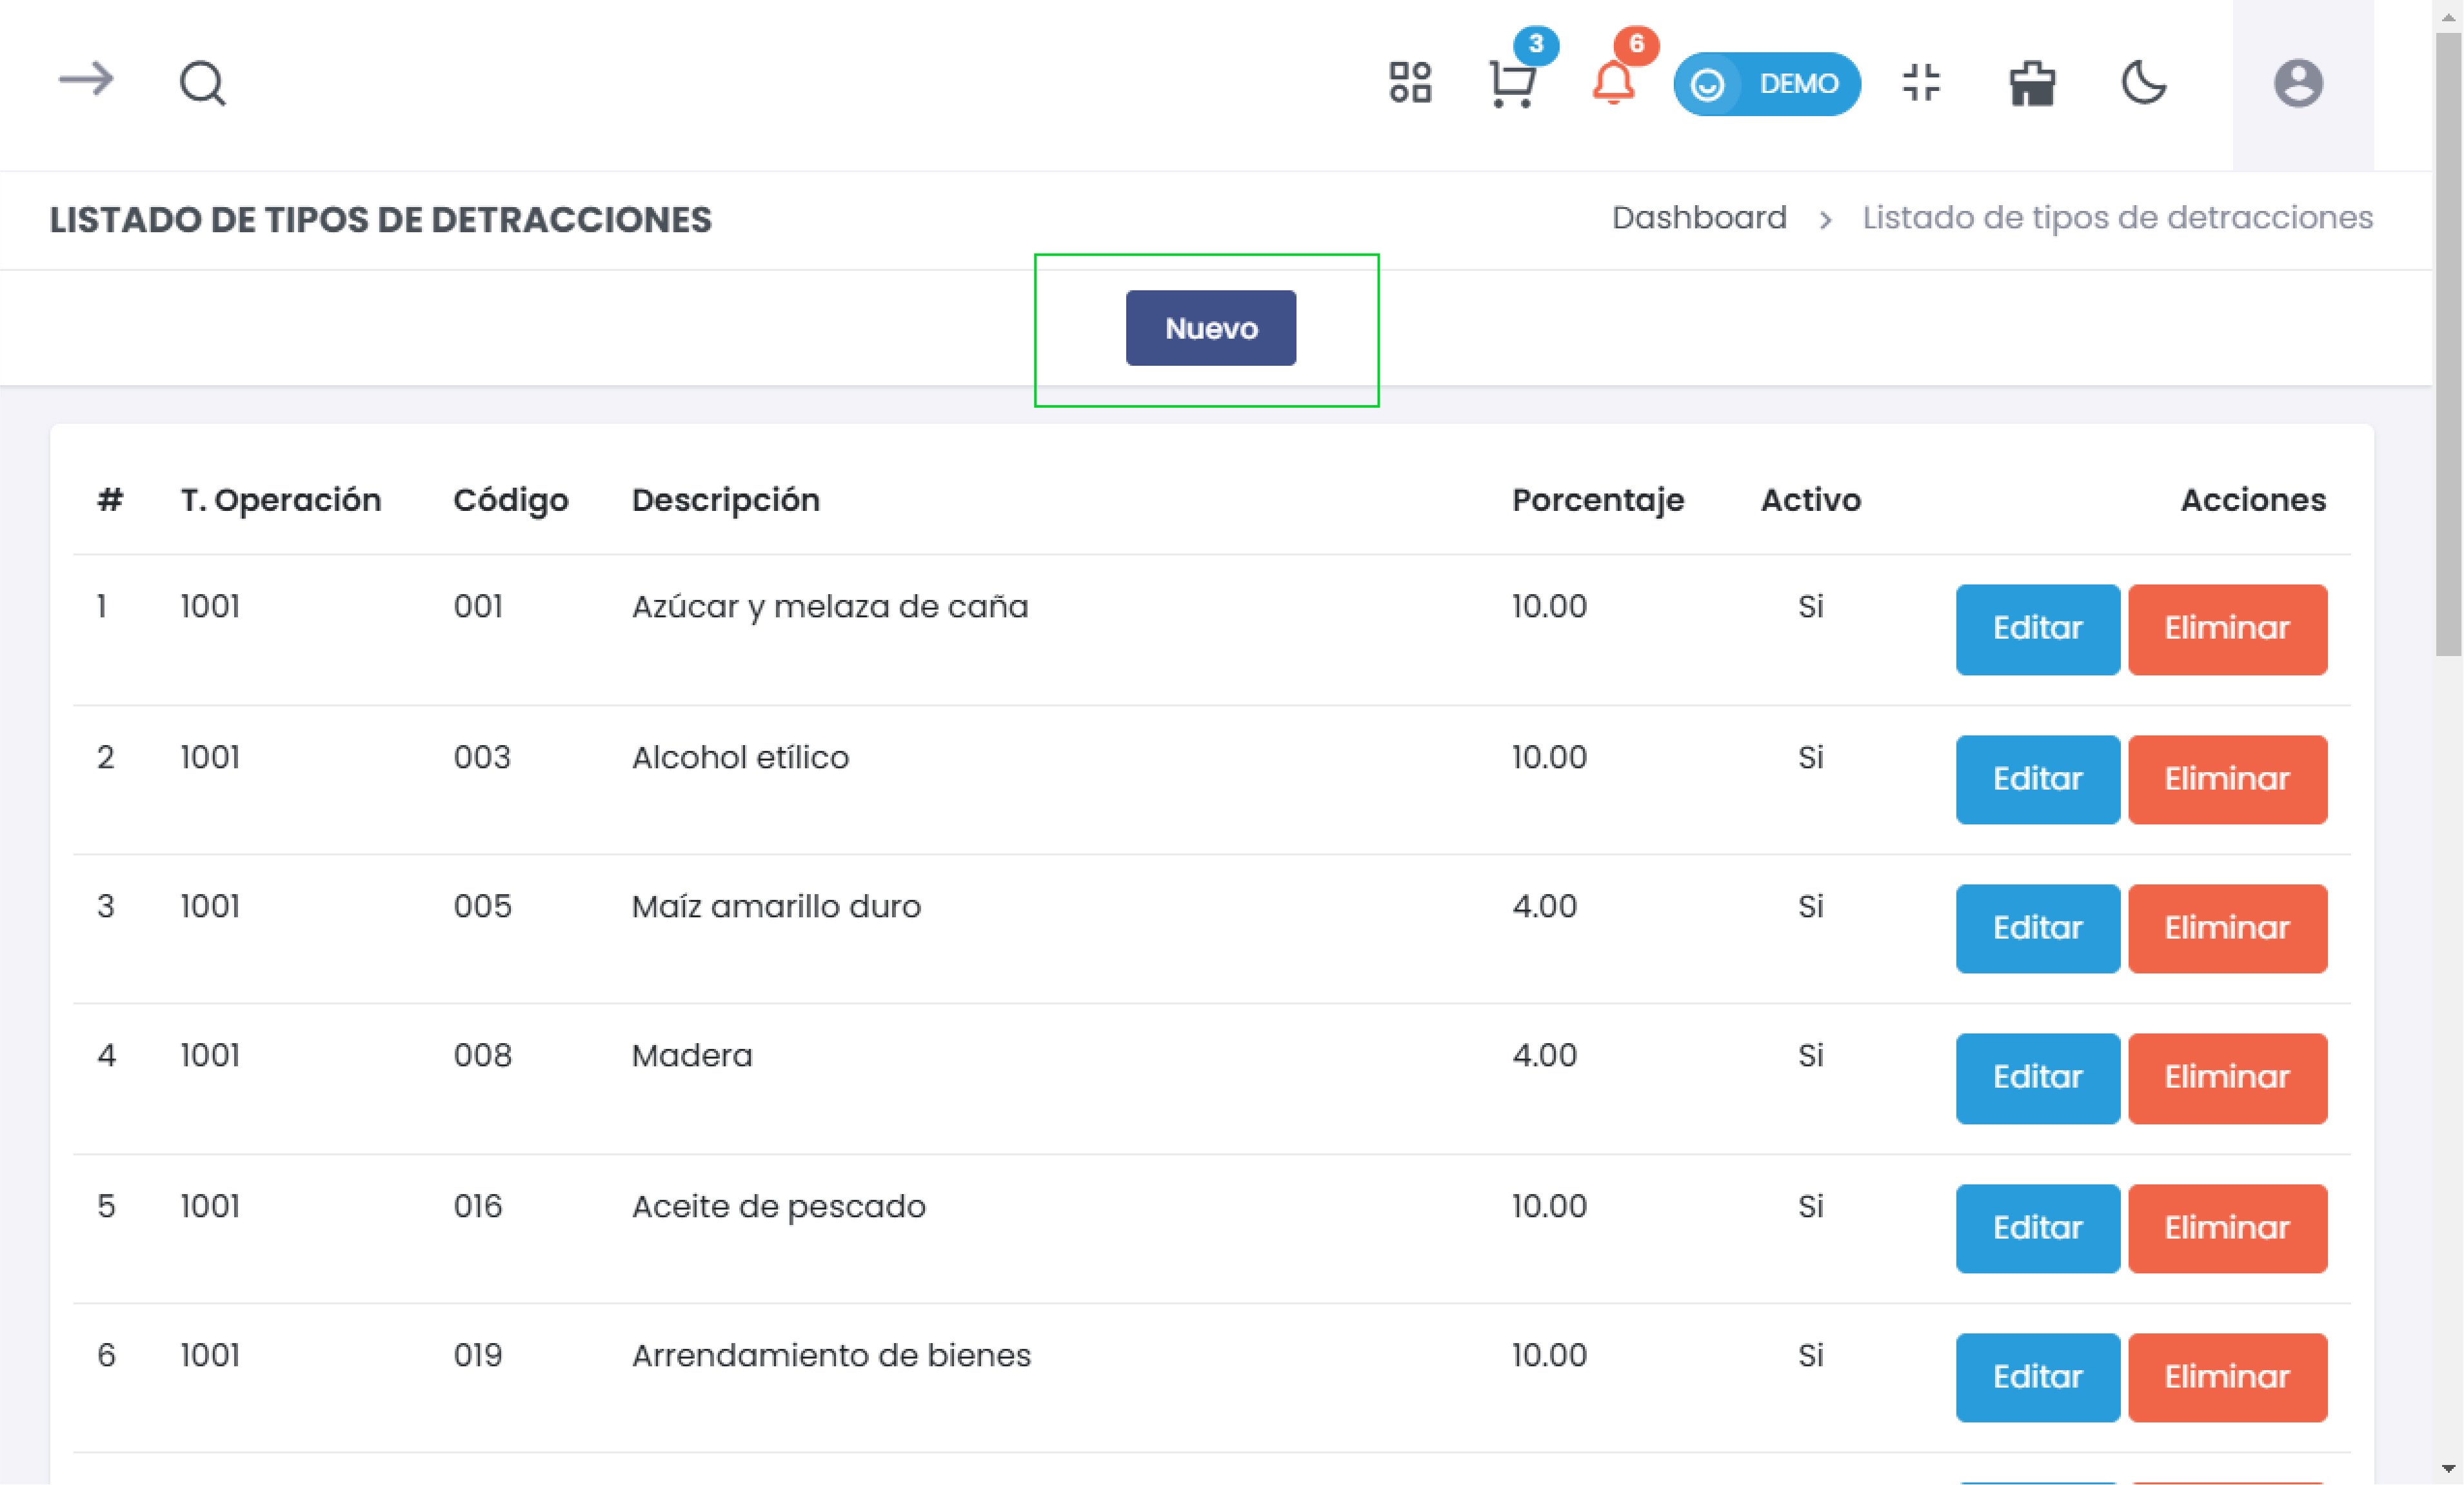 3
6
DEMO
LISTADO DE TIPOS DE DETRACCIONES
Dashboard > Listado de tipos de detracciones
Nuevo
# T. Operación Código Descripción Porcentaje Activo Acciones
1 1001 001 Azúcar y melaza de caña 10.00 Si Editar Eliminar
2 1001 003 Alcohol etílico 10.00 Si Editar Eliminar
3 1001 005 Maíz amarillo duro 4.00 Si Editar Eliminar
4 1001 008 Madera 4.00 Si Editar Eliminar
5 1001 016 Aceite de pescado 10.00 Si Editar Eliminar
6 1001 019 Arrendamiento de bienes 10.00 Si Editar Eliminar